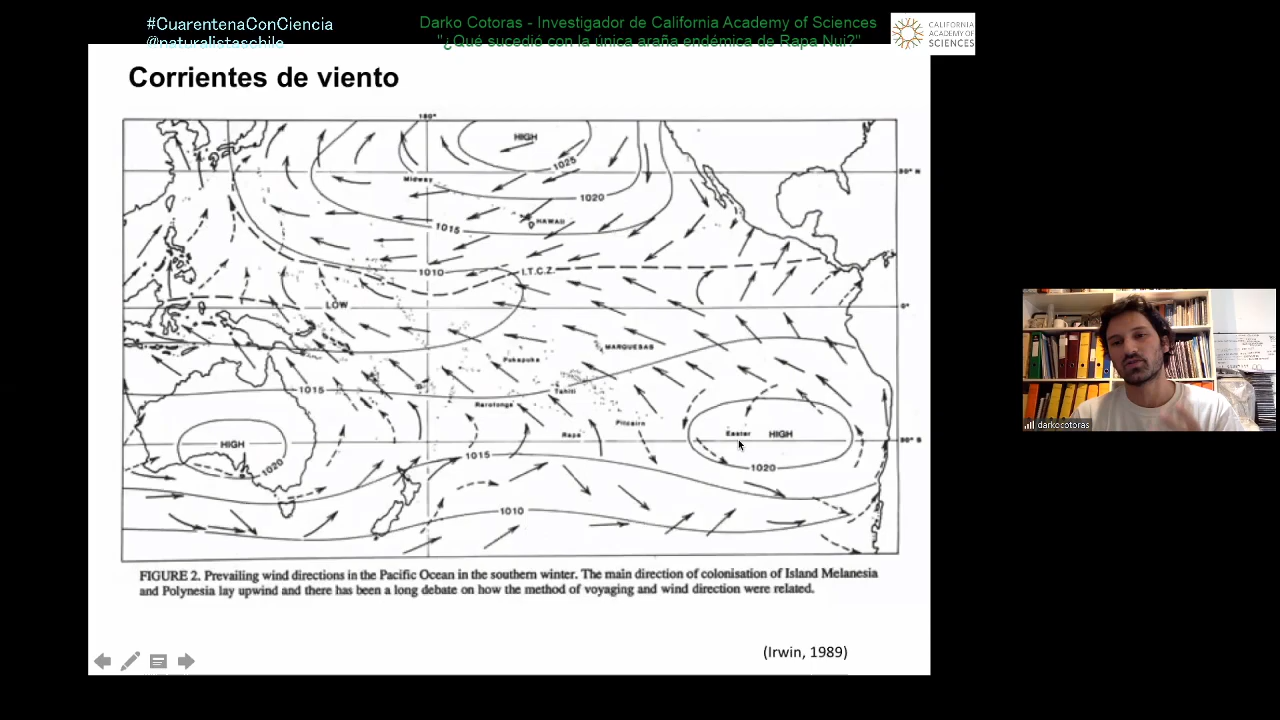 #CuarentenaConCiencia
@naturalistaschile
Darko Cotoras - Investigador de California Academy of Sciences
"¿Qué sucedió con la única araña endémica de Rapa Nui?"
CALIFORNIA
ACADEMY OF
SCIENCES
Corrientes de viento
180°
HIGH
1025
Midway
30° N
1020
HAWAII
1015
1010
I.T.C.Z.
LOW
0°
MARQUESAS
Pukapuka
1015
Tahiti
Rarotonga
Pitcairn
Rapa
Easter
HIGH
HIGH
30° S
1015
1020
1020
1010
FIGURE 2. Prevailing wind directions in the Pacific Ocean in the southern winter. The main direction of colonisation of Island Melanesia
and Polynesia lay upwind and there has been a long debate on how the method of voyaging and wind direction were related.
(Irwin, 1989)
darkocotoras